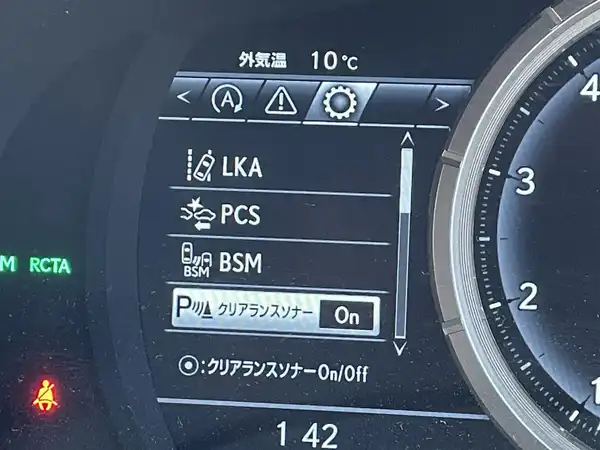 外気温 10℃
< A >
LKA
PCS
BSM
BSM
M RCTA
P クリアランスソナー On
⦿:クリアランスソナーOn/Off
142
4
3
2
1